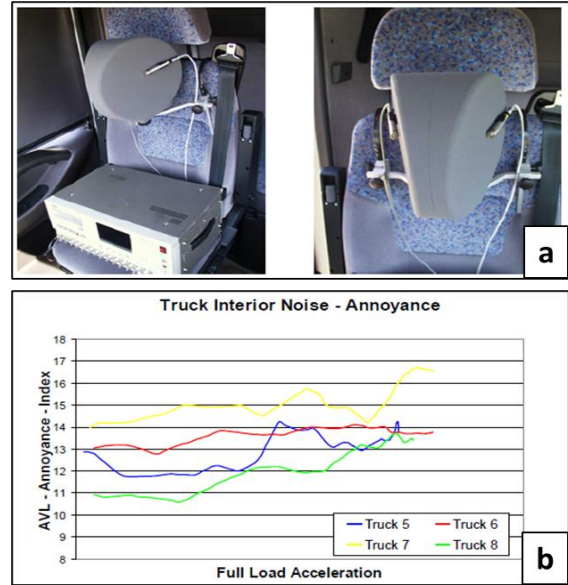 a
Truck Interior Noise - Annoyance
AVL - Annoyance - Index
18
17
16
15
14
13
12
11
10
9
8
Truck 5
Truck 6
Truck 7
Truck 8
Full Load Acceleration
b